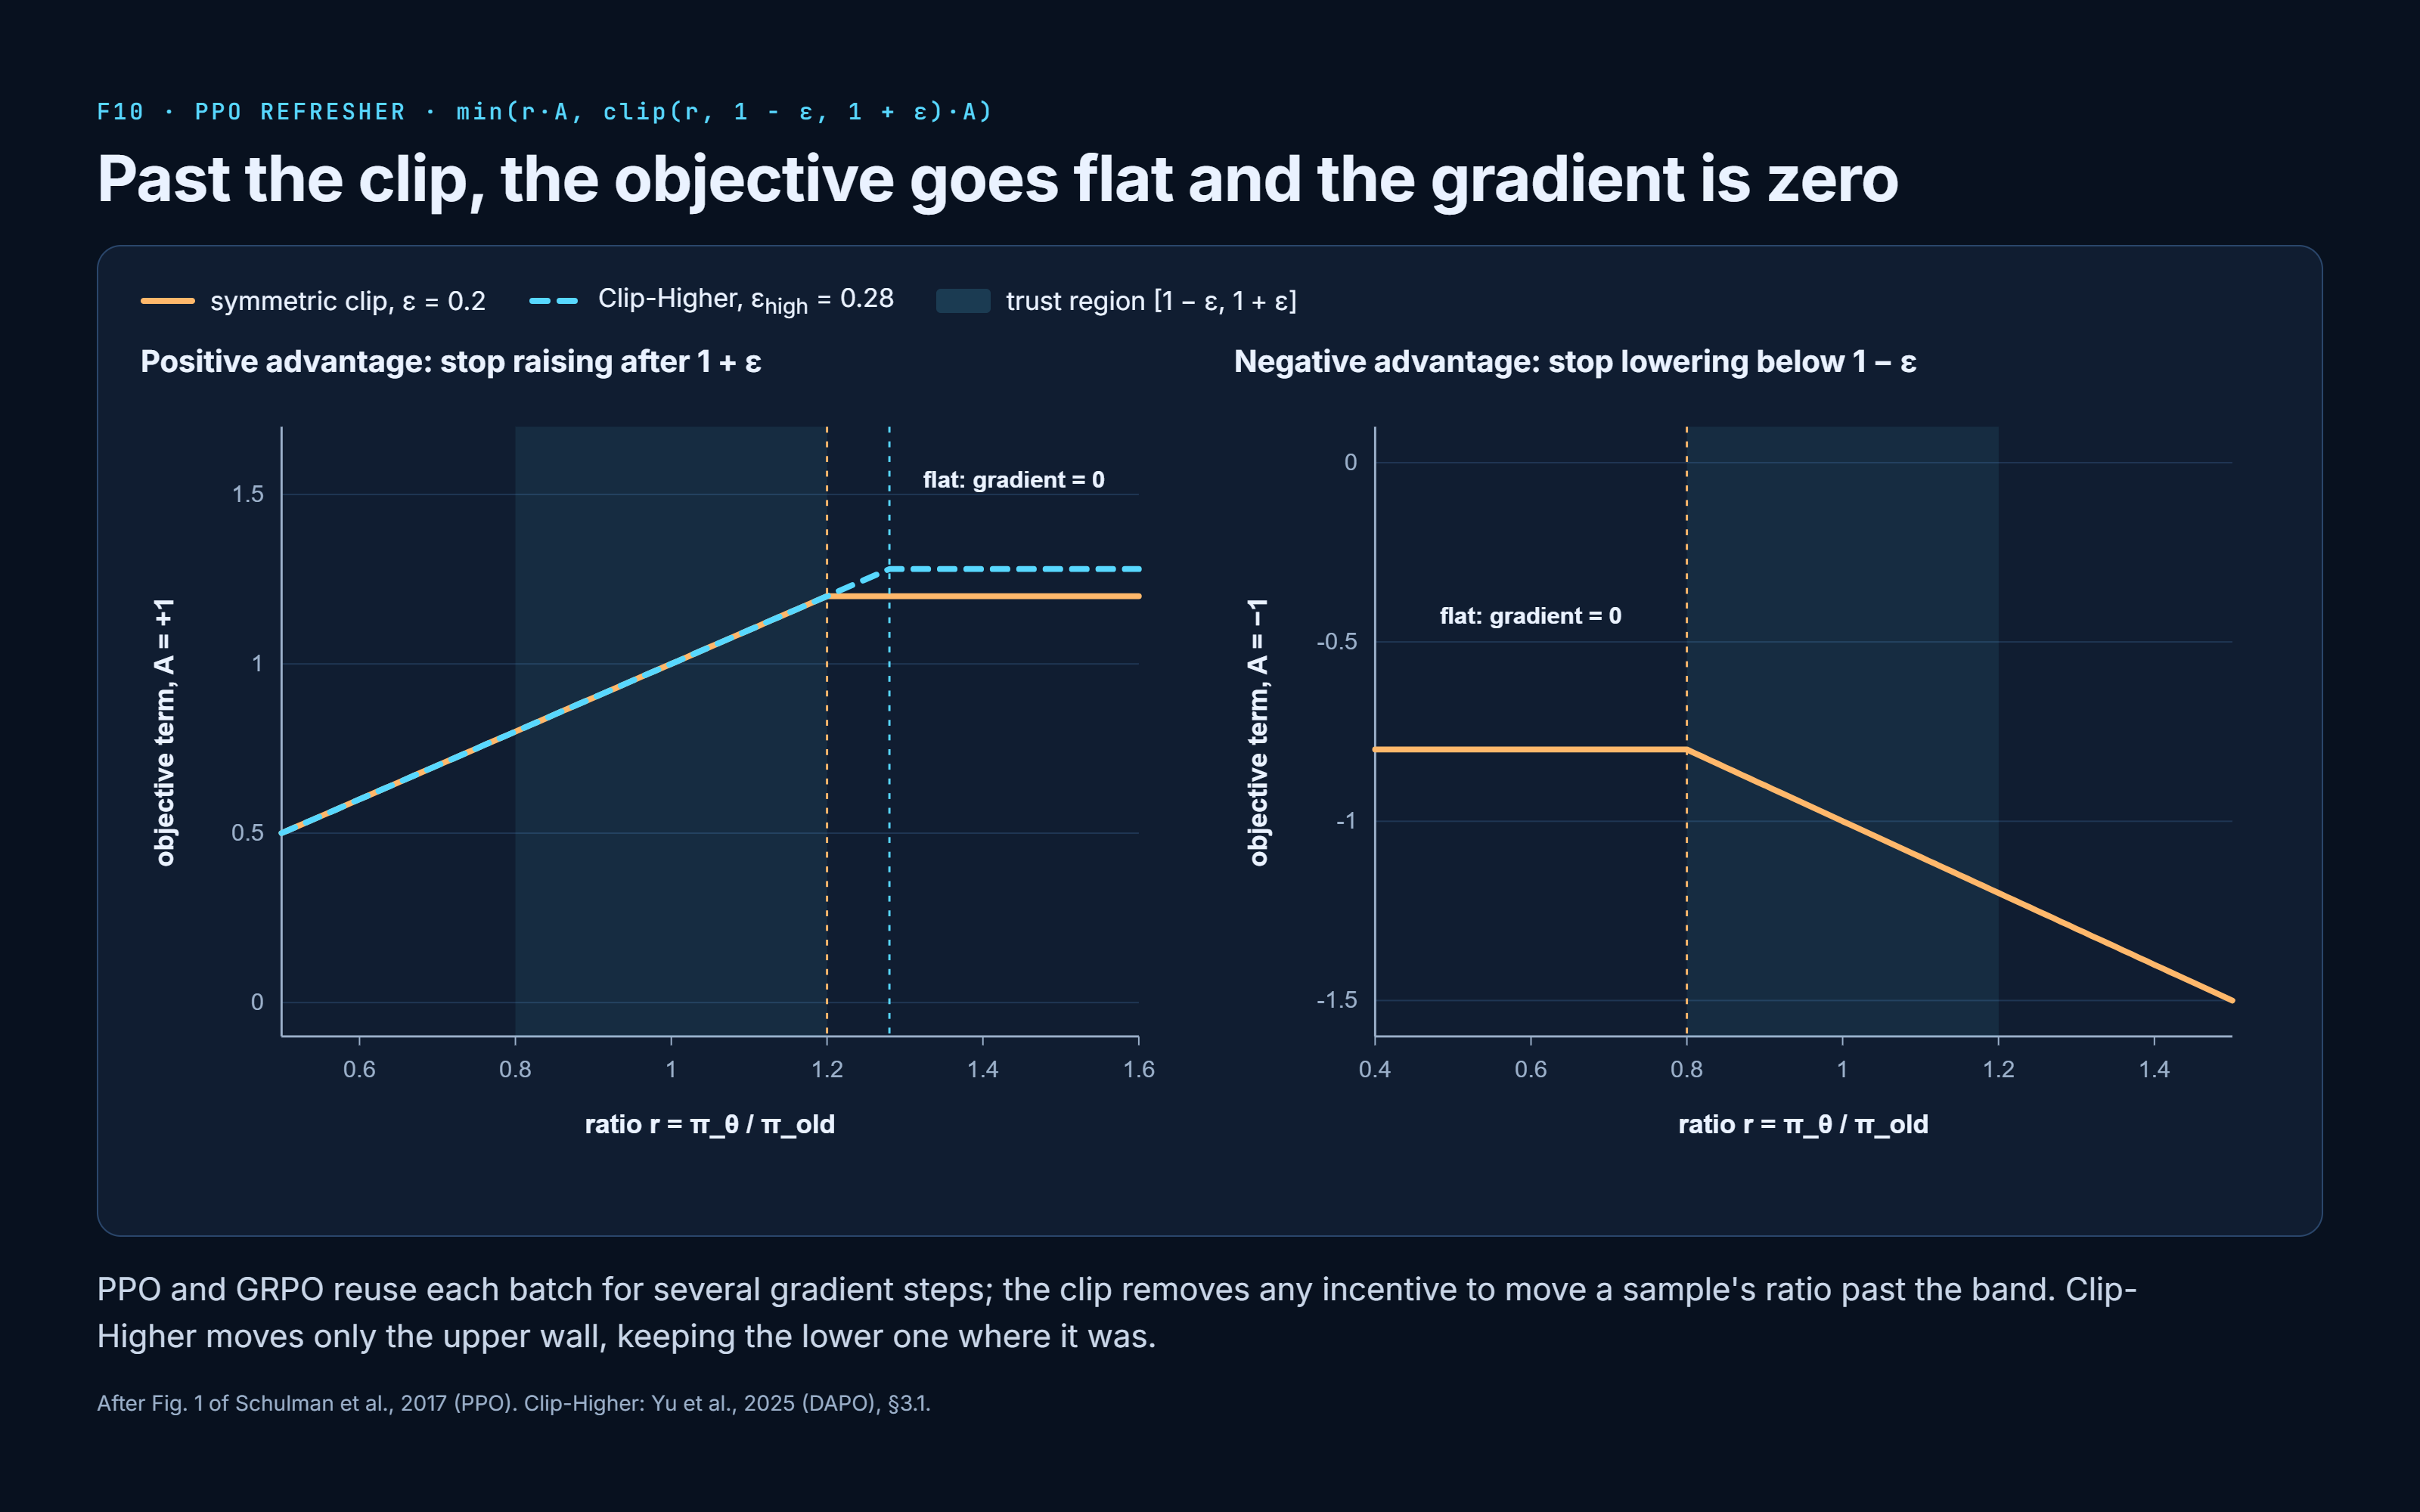 F10 · PPO REFRESHER · min(r·A, clip(r, 1 - ε, 1 + ε)·A)
Past the clip, the objective goes flat and the gradient is zero
symmetric clip, ε = 0.2
Clip-Higher, εhigh = 0.28
trust region [1 − ε, 1 + ε]
Positive advantage: stop raising after 1 + ε
flat: gradient = 0
1.5
1
0.5
0
objective term, A = +1
0.6 0.8 1 1.2 1.4 1.6
ratio r = π_θ / π_old
Negative advantage: stop lowering below 1 − ε
flat: gradient = 0
0
-0.5
-1
-1.5
objective term, A = −1
0.4 0.6 0.8 1 1.2 1.4
ratio r = π_θ / π_old
PPO and GRPO reuse each batch for several gradient steps; the clip removes any incentive to move a sample's ratio past the band. Clip-
Higher moves only the upper wall, keeping the lower one where it was.
After Fig. 1 of Schulman et al., 2017 (PPO). Clip-Higher: Yu et al., 2025 (DAPO), §3.1.